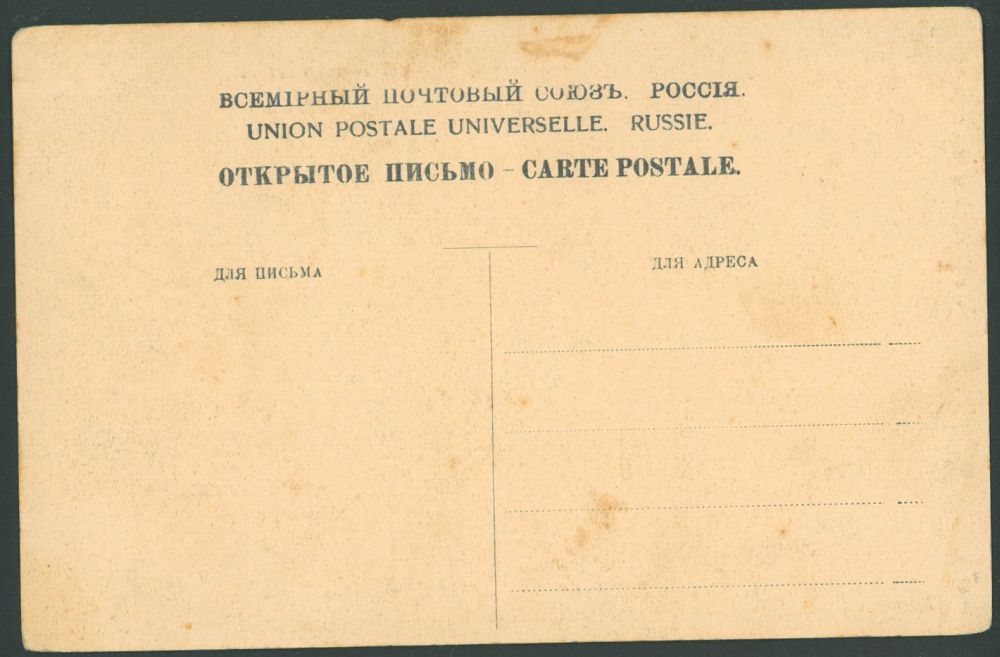 ВСЕМІРНЫЙ ПОЧТОВЫЙ СОЮЗЪ. РОССІЯ.
UNION POSTALE UNIVERSELLE. RUSSIE.
ОТКРЫТОЕ ПИСЬМО - CARTE POSTALE.
ДЛЯ ПИСЬМА
ДЛЯ АДРЕСА